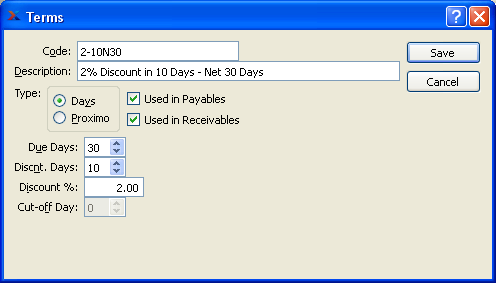 Terms
Code: 2-10N30
Save
Description: 2% Discount in 10 Days - Net 30 Days
Cancel
Type: Days Used in Payables
Proximo Used in Receivables
Due Days: 30
Discnt. Days: 10
Discount %: 2.00
Cut-off Day: 0